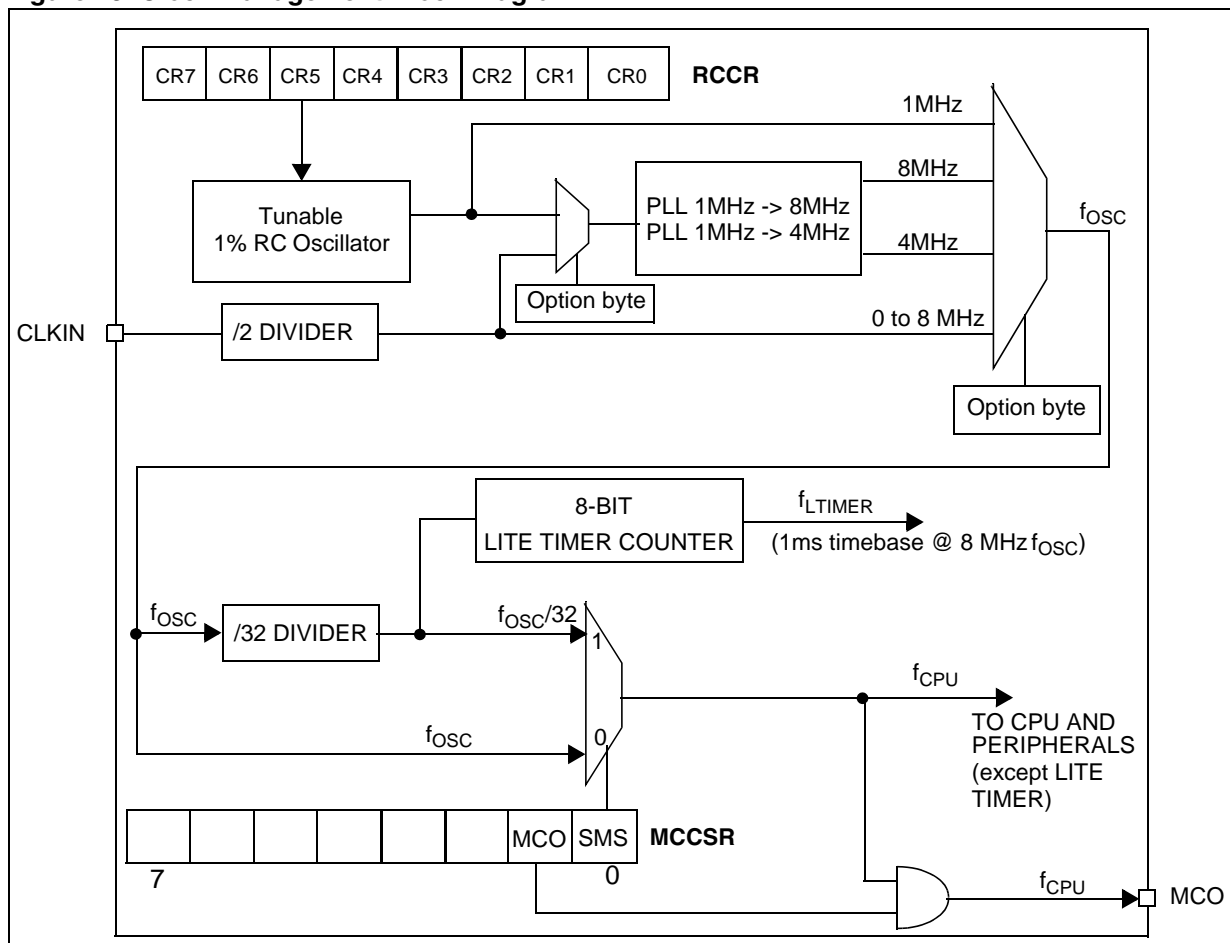 CR7 CR6 CR5 CR4 CR3 CR2 CR1 CR0 RCCR
1MHz
8MHz
Tunable
1% RC Oscillator
PLL 1MHz -> 8MHz
PLL 1MHz -> 4MHz
fOSC
4MHz
Option byte
CLKIN
/2 DIVIDER
0 to 8 MHz
Option byte
8-BIT
LITE TIMER COUNTER
fLTIMER
(1ms timebase @ 8 MHz fOSC)
fOSC
/32 DIVIDER
fOSC/32
1
fCPU
TO CPU AND
PERIPHERALS
(except LITE
TIMER)
fOSC
0
MCO SMS MCCSR
7 0
fCPU
MCO